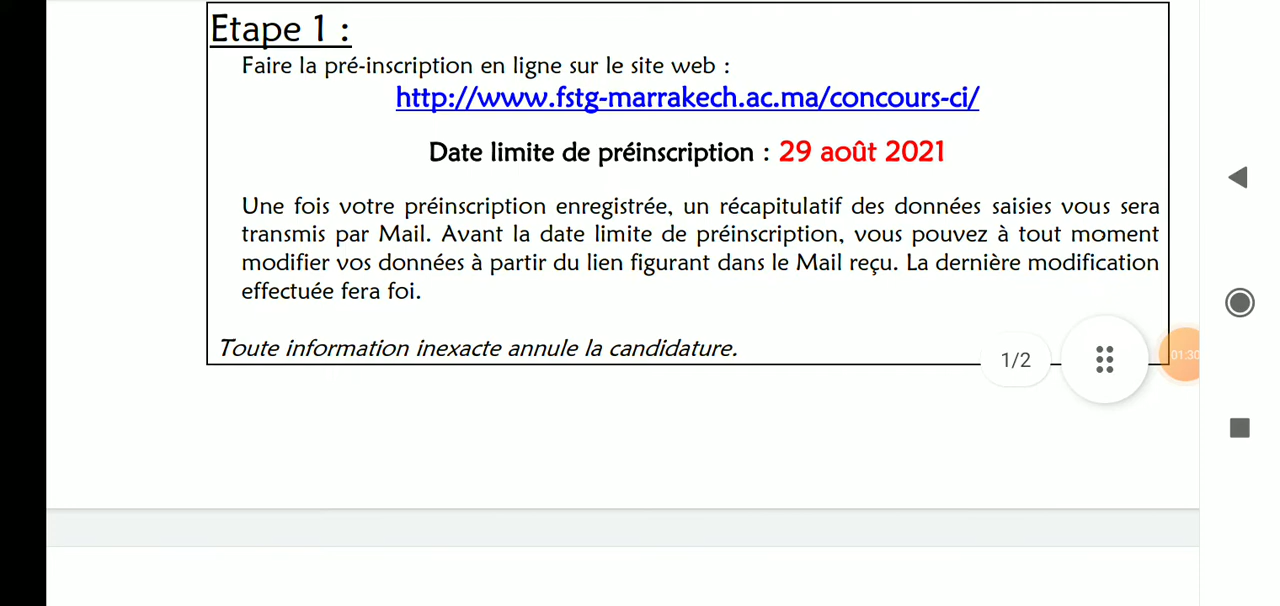 Etape 1 :
Faire la pré-inscription en ligne sur le site web :
http://www.fstg-marrakech.ac.ma/concours-ci/
Date limite de préinscription : 29 août 2021
Une fois votre préinscription enregistrée, un récapitulatif des données saisies vous sera
transmis par Mail. Avant la date limite de préinscription, vous pouvez à tout moment
modifier vos données à partir du lien figurant dans le Mail reçu. La dernière modification
effectuée fera foi.
Toute information inexacte annule la candidature.
1/2
01:30